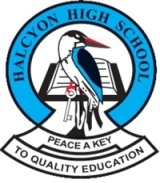 HALCYON HIGH SCHOOL
PEACE A KEY
TO QUALITY EDUCATION